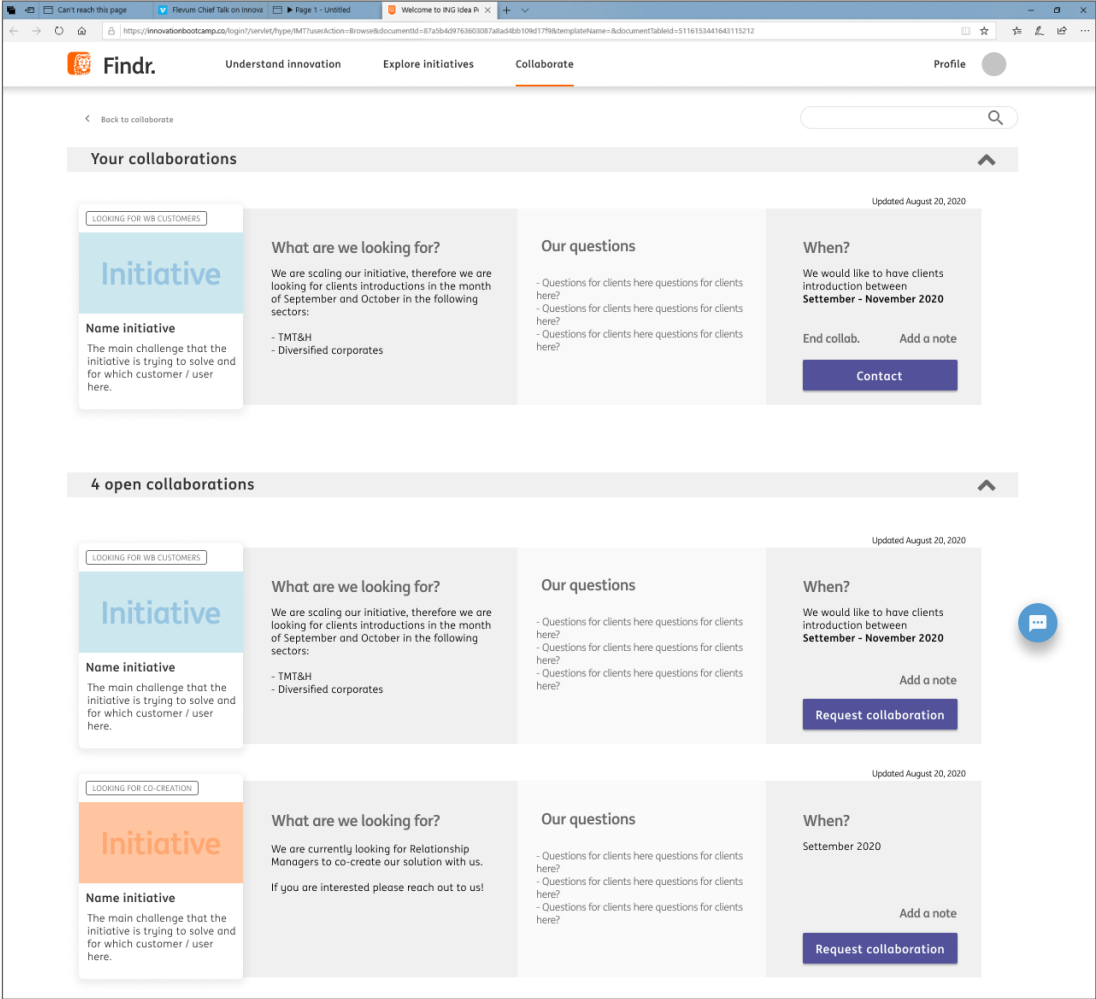 Can't reach this page
Flevum Chief Talk on Innova
Page 1 - Untitled
Welcome to ING Idea Po
https://innovationbootcamp.co/login?/servlet/hype/IMT?userAction=Browse&documentId=87a5b4d9763603087a8ad4bb109d17f9&templateName=&documentTableId=5116153441643115212
Findr.
Understand innovation
Explore initiatives
Collaborate
Profile
Back to collaborate
Your collaborations
Updated August 20, 2020
LOOKING FOR WB CUSTOMERS
Initiative
Name initiative
The main challenge that the
initiative is trying to solve and
for which customer / user
here.
What are we looking for?
We are scaling our initiative, therefore we are
looking for clients introductions in the month
of September and October in the following
sectors:
- TMT&H
- Diversified corporates
Our questions
- Questions for clients here questions for clients
here?
- Questions for clients here questions for clients
here?
- Questions for clients here questions for clients
here?
When?
We would like to have clients
introduction between
Settember - November 2020
End collab.
Add a note
Contact
4 open collaborations
Updated August 20, 2020
LOOKING FOR WB CUSTOMERS
Initiative
Name initiative
The main challenge that the
initiative is trying to solve and
for which customer / user
here.
What are we looking for?
We are scaling our initiative, therefore we are
looking for clients introductions in the month
of September and October in the following
sectors:
- TMT&H
- Diversified corporates
Our questions
- Questions for clients here questions for clients
here?
- Questions for clients here questions for clients
here?
- Questions for clients here questions for clients
here?
When?
We would like to have clients
introduction between
Settember - November 2020
Add a note
Request collaboration
Updated August 20, 2020
LOOKING FOR CO-CREATION
Initiative
Name initiative
The main challenge that the
initiative is trying to solve and
for which customer / user
here.
What are we looking for?
We are currently looking for Relationship
Managers to co-create our solution with us.
If you are interested please reach out to us!
Our questions
- Questions for clients here questions for clients
here?
- Questions for clients here questions for clients
here?
- Questions for clients here questions for clients
here?
When?
Settember 2020
Add a note
Request collaboration